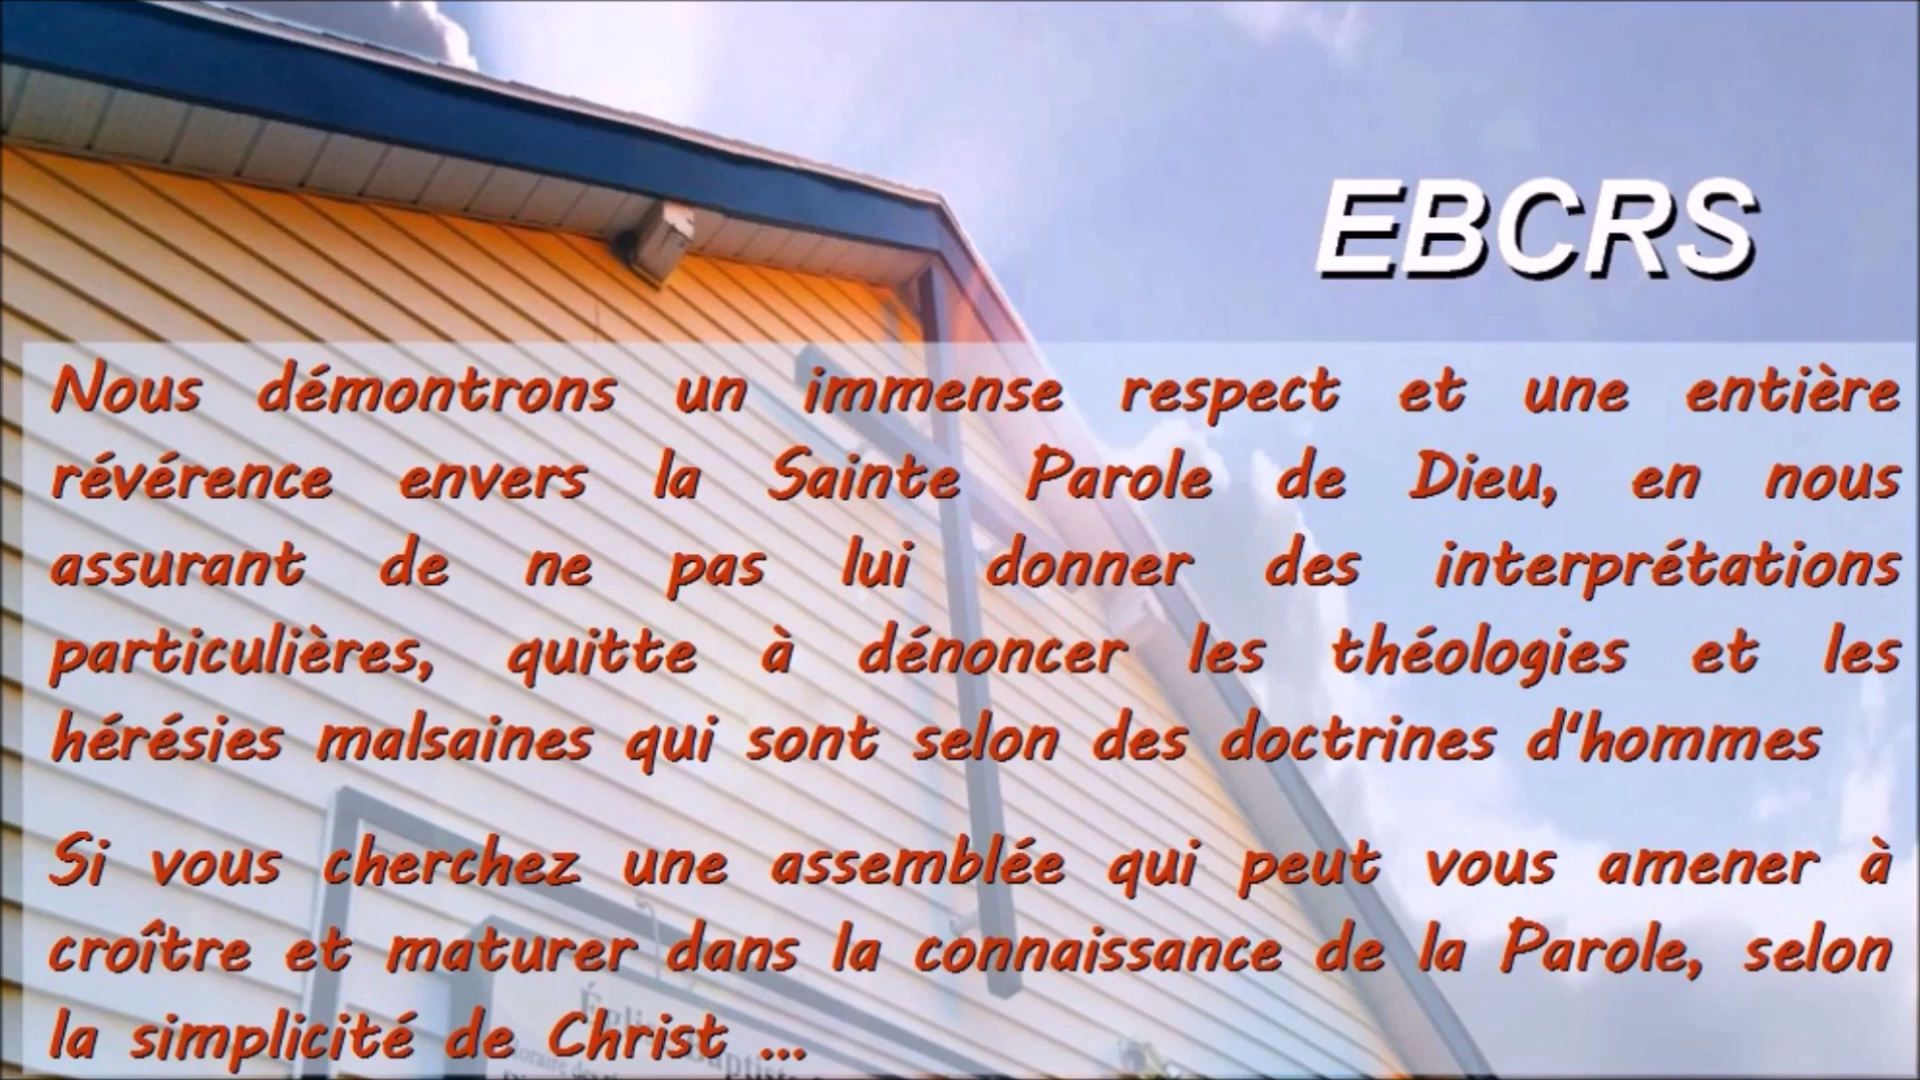 EBCRS
Nous démontrons un immense respect et une entière
révérence envers la Sainte Parole de Dieu, en nous
assurant de ne pas lui donner des interprétations
particulières, quitte à dénoncer les théologies et les
hérésies malsaines qui sont selon des doctrines d'hommes
Si vous cherchez une assemblée qui peut vous amener à
croître et maturer dans la connaissance de la Parole, selon
la simplicité de Christ ...
Église Baptiste